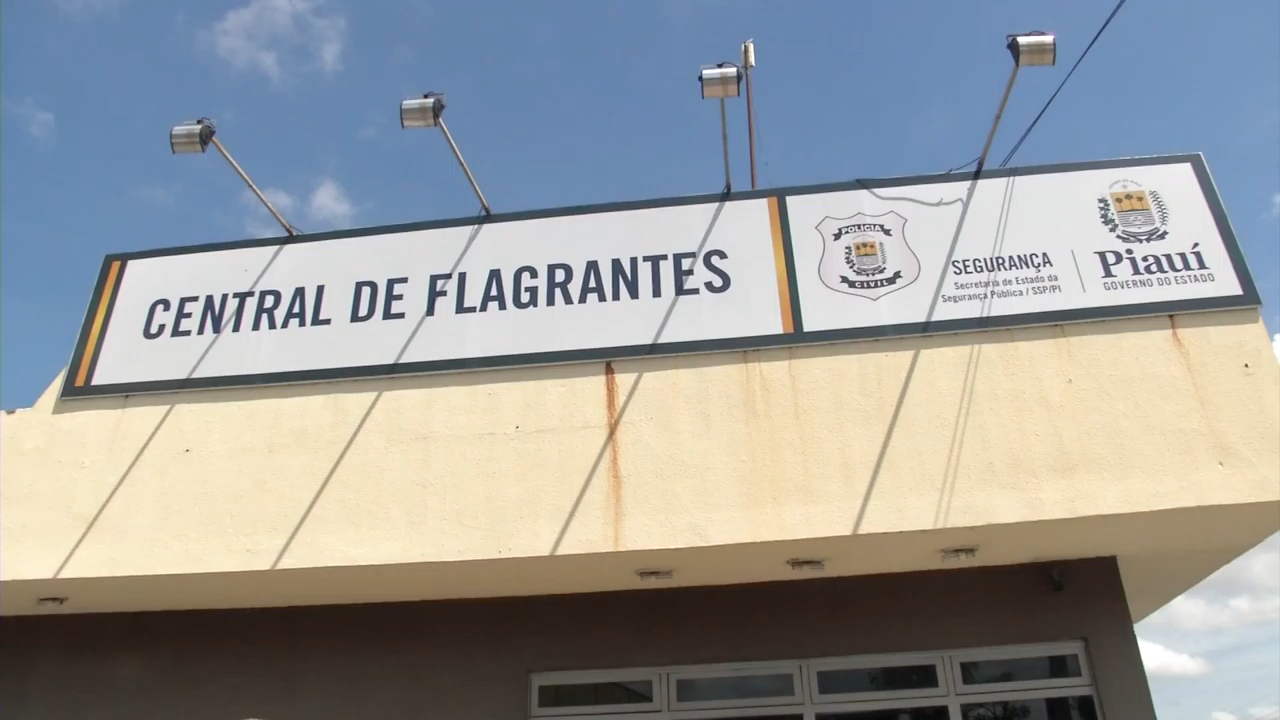 CENTRAL DE FLAGRANTES
POLÍCIA
CIVIL
SEGURANÇA
Secretaria de Estado da
Segurança Pública / SSP/PI
Piauí
GOVERNO DO ESTADO